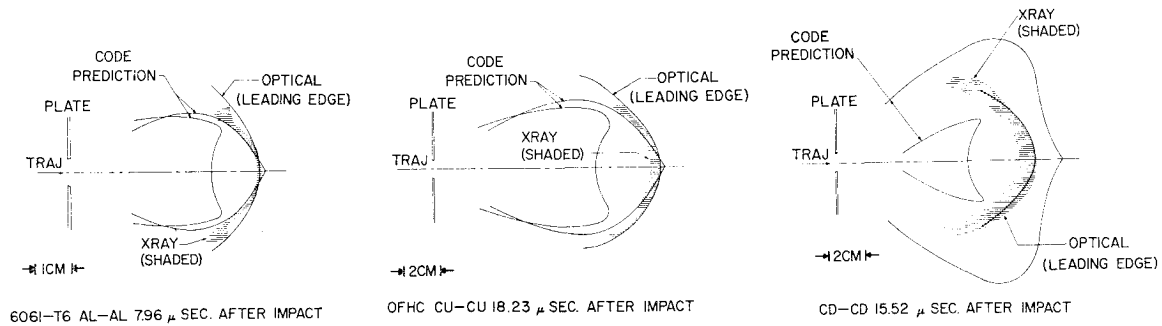 CODE
PREDICTION
OPTICAL
(LEADING EDGE)
PLATE
TRAJ
XRAY
(SHADED)
1CM
6061-T6 AL-AL 7.96 μ SEC. AFTER IMPACT
CODE
PREDICTION
OPTICAL
(LEADING EDGE)
PLATE
XRAY
(SHADED)
TRAJ
2CM
OFHC CU-CU 18.23 μ SEC. AFTER IMPACT
XRAY
(SHADED)
CODE
PREDICTION
PLATE
TRAJ
OPTICAL
(LEADING EDGE)
2CM
CD-CD 15.52 μ SEC. AFTER IMPACT